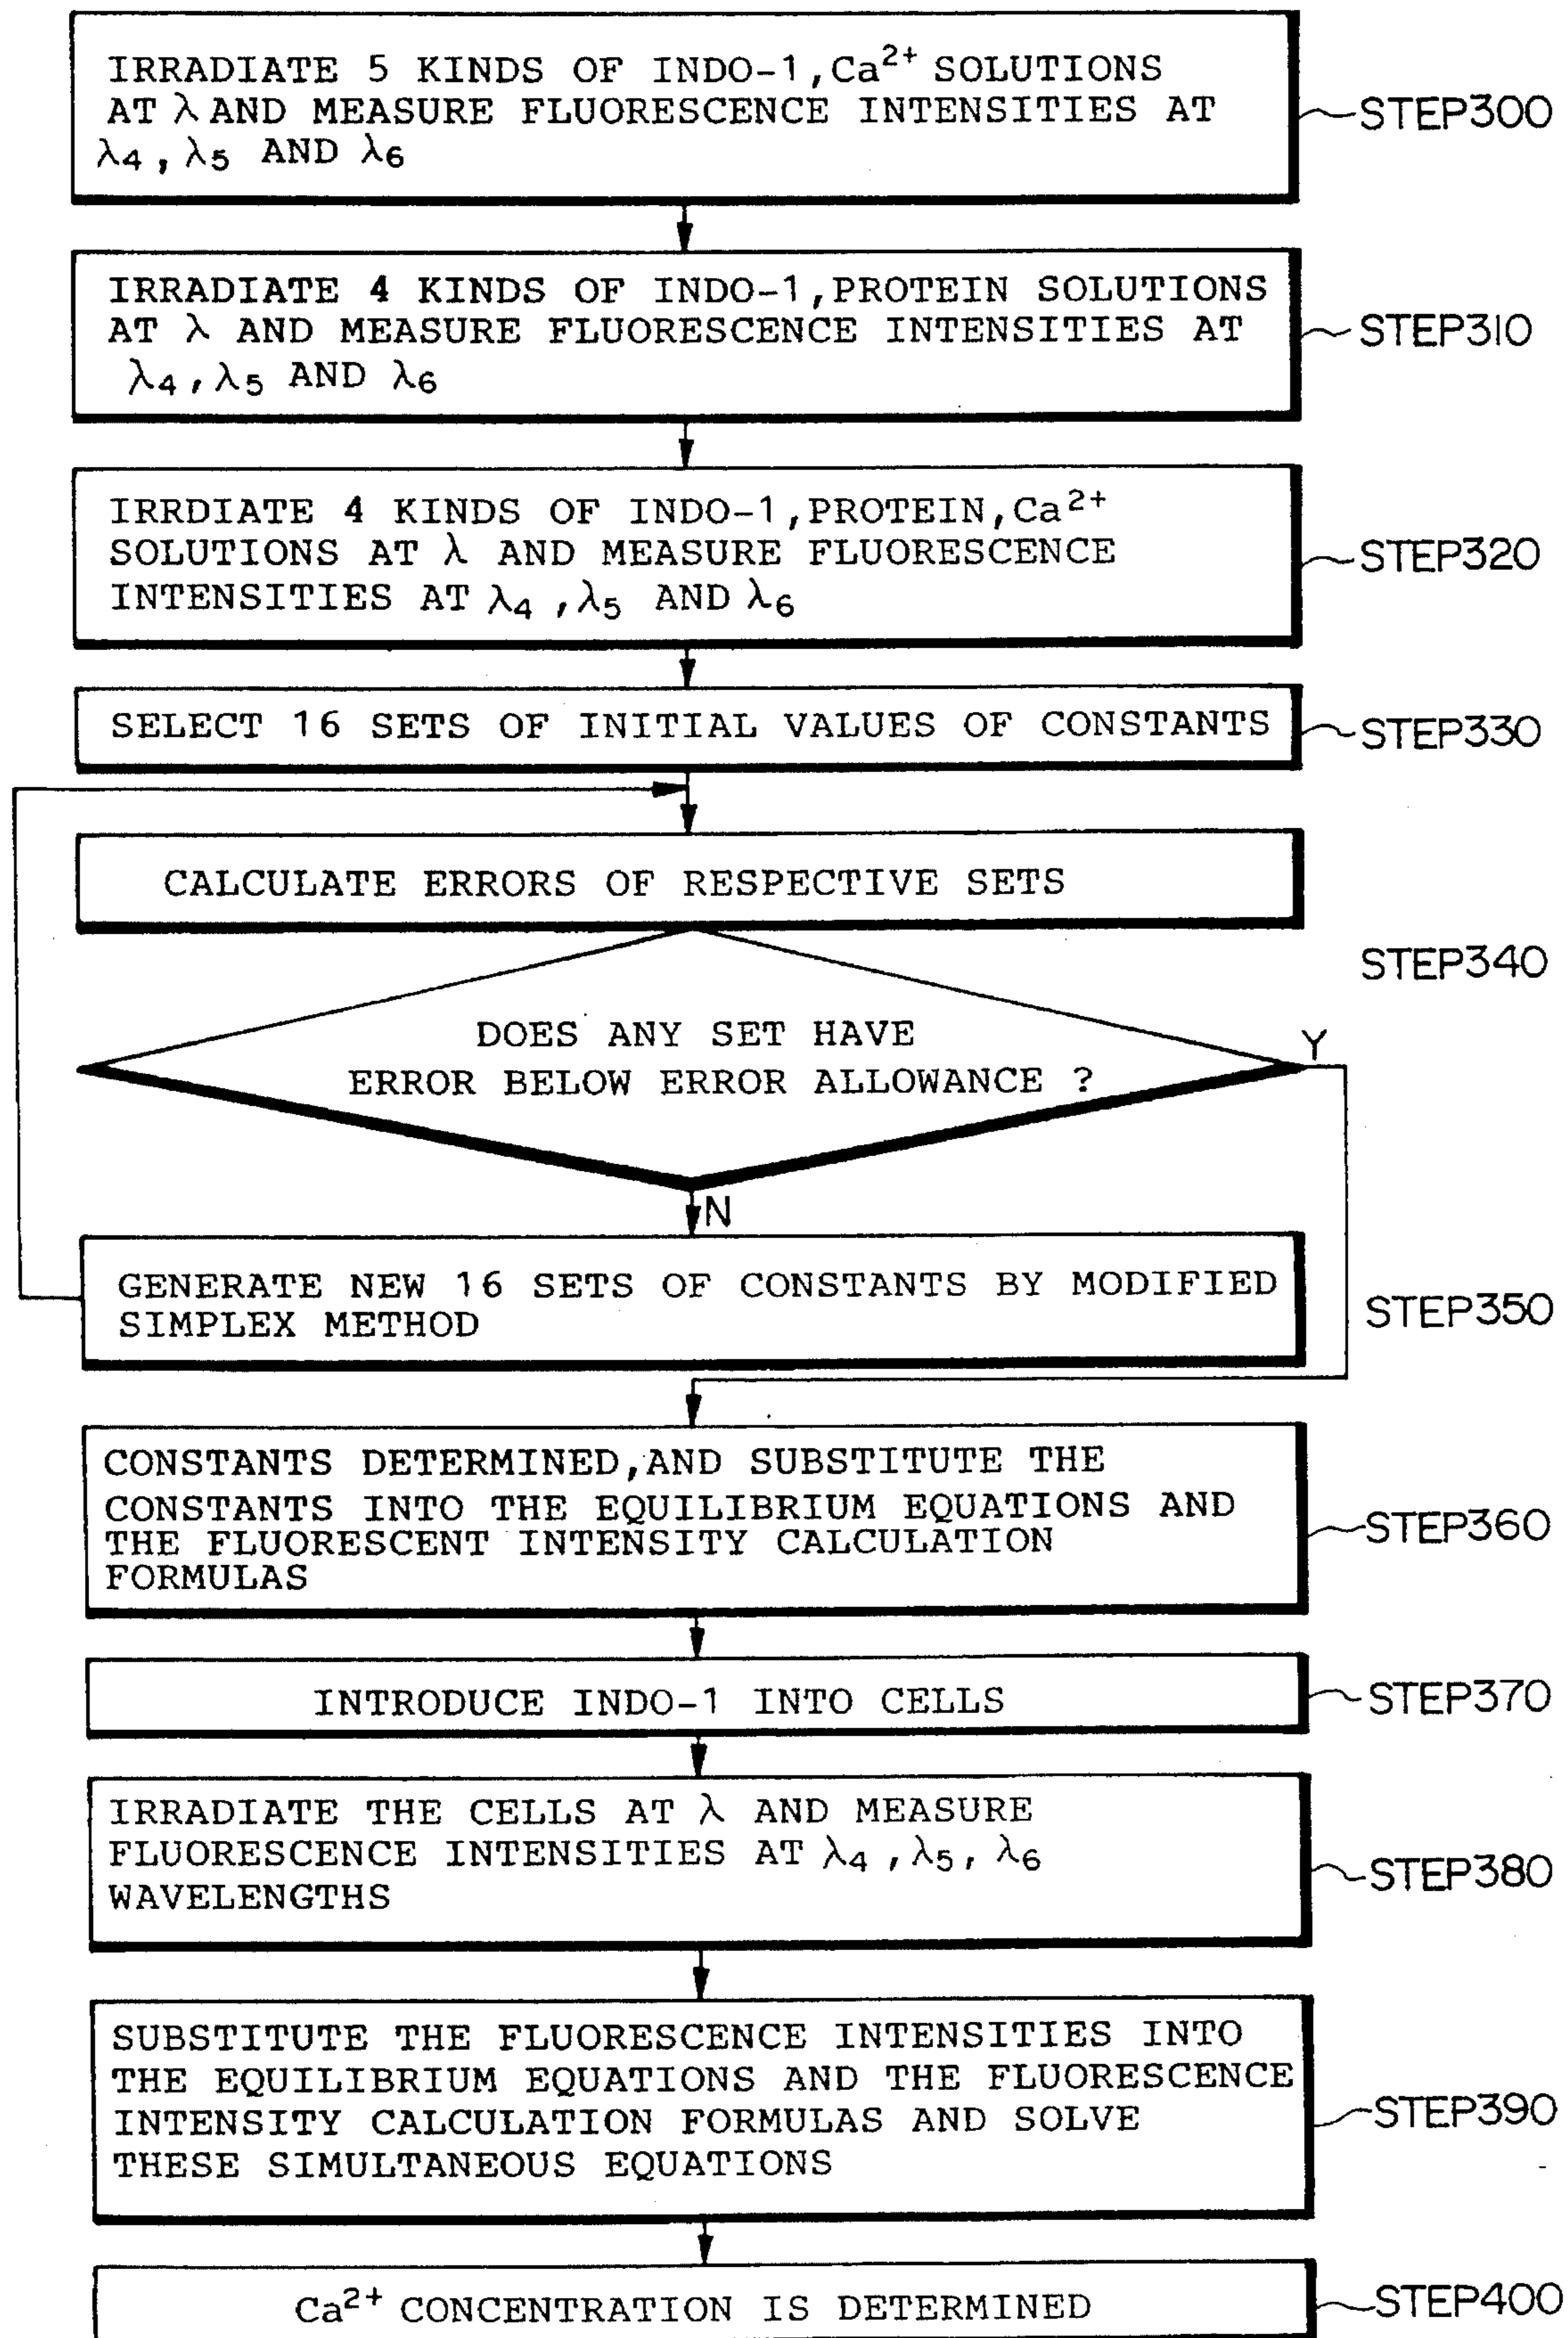 IRRADIATE 5 KINDS OF INDO-1,Ca²⁺ SOLUTIONS
AT λ AND MEASURE FLUORESCENCE INTENSITIES AT
λ₄, λ₅ AND λ₆
STEP300
IRRADIATE 4 KINDS OF INDO-1,PROTEIN SOLUTIONS
AT λ AND MEASURE FLUORESCENCE INTENSITIES AT
λ₄,λ₅ AND λ₆
STEP310
IRRDIATE 4 KINDS OF INDO-1,PROTEIN,Ca²⁺
SOLUTIONS AT λ AND MEASURE FLUORESCENCE
INTENSITIES AT λ₄ ,λ₅ AND λ₆
STEP320
SELECT 16 SETS OF INITIAL VALUES OF CONSTANTS
STEP330
CALCULATE ERRORS OF RESPECTIVE SETS
STEP340
DOES ANY SET HAVE
ERROR BELOW ERROR ALLOWANCE ?
Y
N
GENERATE NEW 16 SETS OF CONSTANTS BY MODIFIED
SIMPLEX METHOD
STEP350
CONSTANTS DETERMINED,AND SUBSTITUTE THE
CONSTANTS INTO THE EQUILIBRIUM EQUATIONS AND
THE FLUORESCENT INTENSITY CALCULATION
FORMULAS
STEP360
INTRODUCE INDO-1 INTO CELLS
STEP370
IRRADIATE THE CELLS AT λ AND MEASURE
FLUORESCENCE INTENSITIES AT λ₄ ,λ₅, λ₆
WAVELENGTHS
STEP380
SUBSTITUTE THE FLUORESCENCE INTENSITIES INTO
THE EQUILIBRIUM EQUATIONS AND THE FLUORESCENCE
INTENSITY CALCULATION FORMULAS AND SOLVE
THESE SIMULTANEOUS EQUATIONS
STEP390
Ca²⁺ CONCENTRATION IS DETERMINED
STEP400